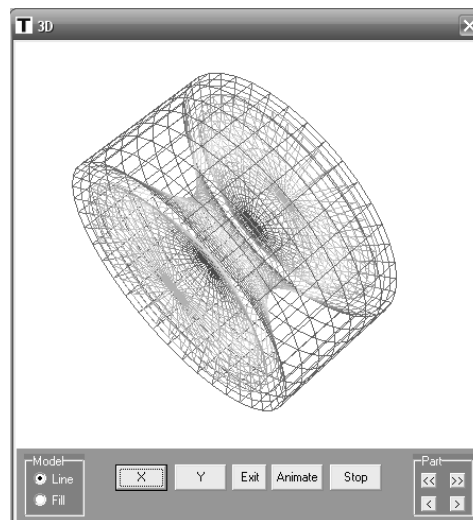 T 3D
Model Part
Line X Y Exit Animate Stop << >>
Fill < >